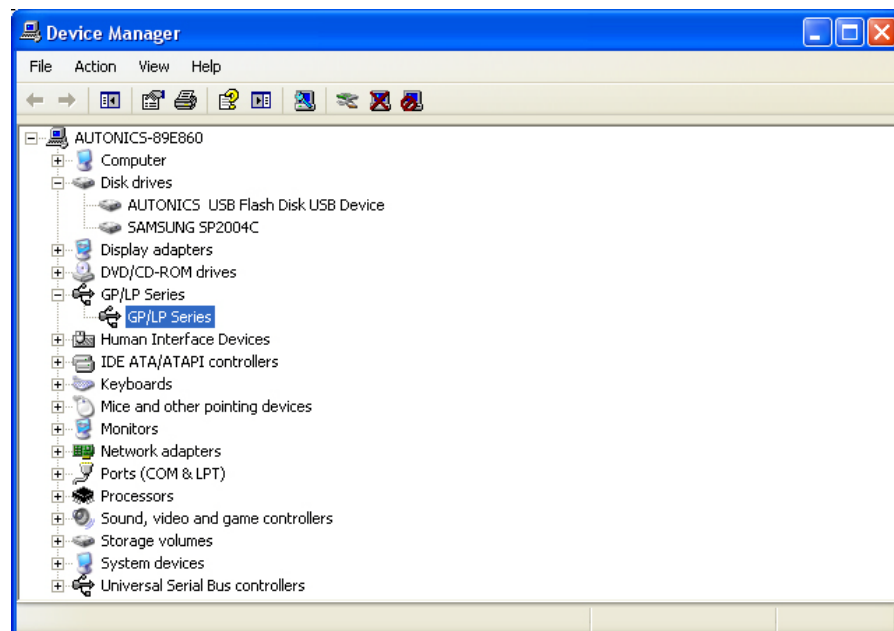 Device Manager
File Action View Help
AUTONICS-89E860
Computer
Disk drives
AUTONICS USB Flash Disk USB Device
SAMSUNG SP2004C
Display adapters
DVD/CD-ROM drives
GP/LP Series
GP/LP Series
Human Interface Devices
IDE ATA/ATAPI controllers
Keyboards
Mice and other pointing devices
Monitors
Network adapters
Ports (COM & LPT)
Processors
Sound, video and game controllers
Storage volumes
System devices
Universal Serial Bus controllers